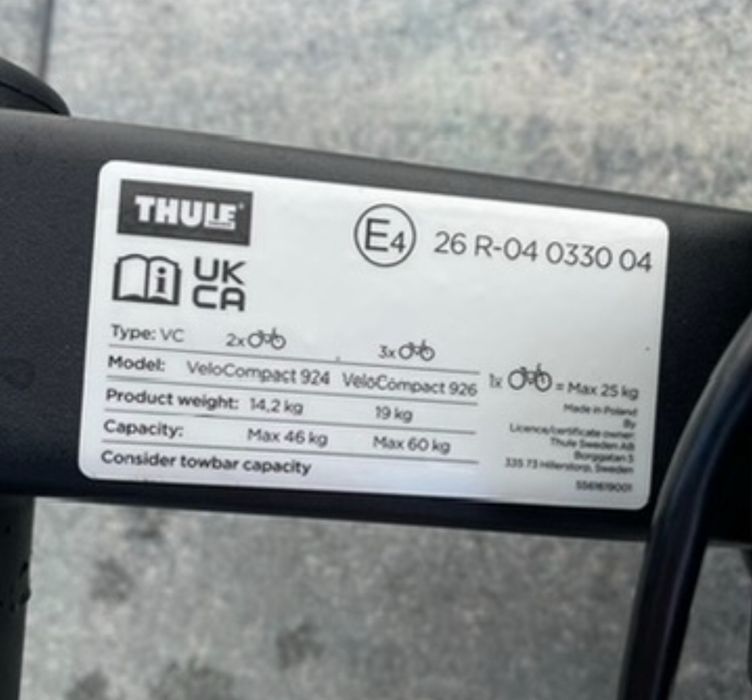 THULE
E4 26 R-04 0330 04
UK
CA
Type: VC 2x 3x
Model: VeloCompact 924 VeloCompact 926
1x = Max 25 kg
Product weight: 14,2 kg 19 kg
Capacity: Max 46 kg Max 60 kg
Consider towbar capacity
Made in Poland
By
Licence/certificate owner:
Thule Sweden AB
Borggatan 5
335 73 Hillerstorp, Sweden